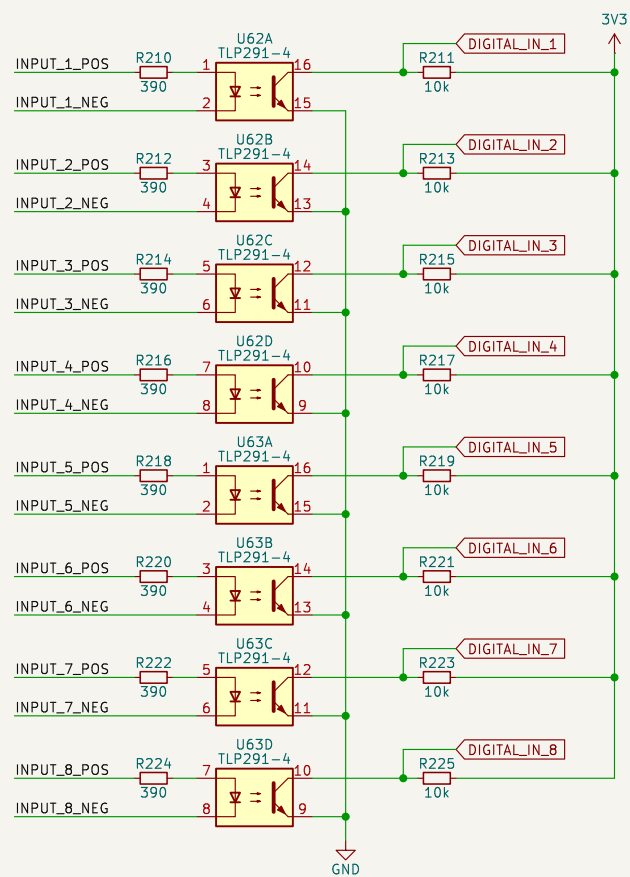 3V3
U62A
TLP291-4
DIGITAL_IN_1
INPUT_1_POS
R210
390
1
16
R211
10k
INPUT_1_NEG
2
15
U62B
TLP291-4
DIGITAL_IN_2
INPUT_2_POS
R212
390
3
14
R213
10k
INPUT_2_NEG
4
13
U62C
TLP291-4
DIGITAL_IN_3
INPUT_3_POS
R214
390
5
12
R215
10k
INPUT_3_NEG
6
11
U62D
TLP291-4
DIGITAL_IN_4
INPUT_4_POS
R216
390
7
10
R217
10k
INPUT_4_NEG
8
9
U63A
TLP291-4
DIGITAL_IN_5
INPUT_5_POS
R218
390
1
16
R219
10k
INPUT_5_NEG
2
15
U63B
TLP291-4
DIGITAL_IN_6
INPUT_6_POS
R220
390
3
14
R221
10k
INPUT_6_NEG
4
13
U63C
TLP291-4
DIGITAL_IN_7
INPUT_7_POS
R222
390
5
12
R223
10k
INPUT_7_NEG
6
11
U63D
TLP291-4
DIGITAL_IN_8
INPUT_8_POS
R224
390
7
10
R225
10k
INPUT_8_NEG
8
9
GND